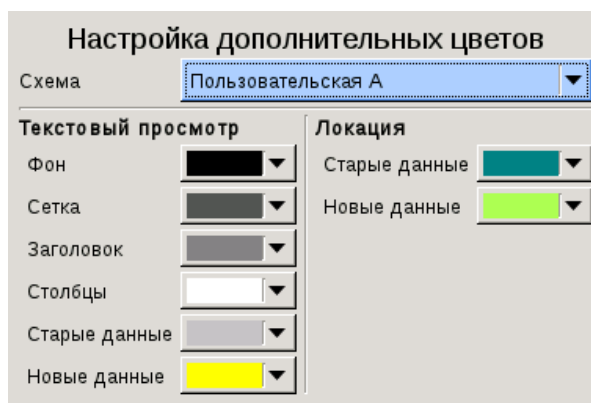 Настройка дополнительных цветов
Схема Пользовательская А
Текстовый просмотр
Фон
Сетка
Заголовок
Столбцы
Старые данные
Новые данные
Локация
Старые данные
Новые данные